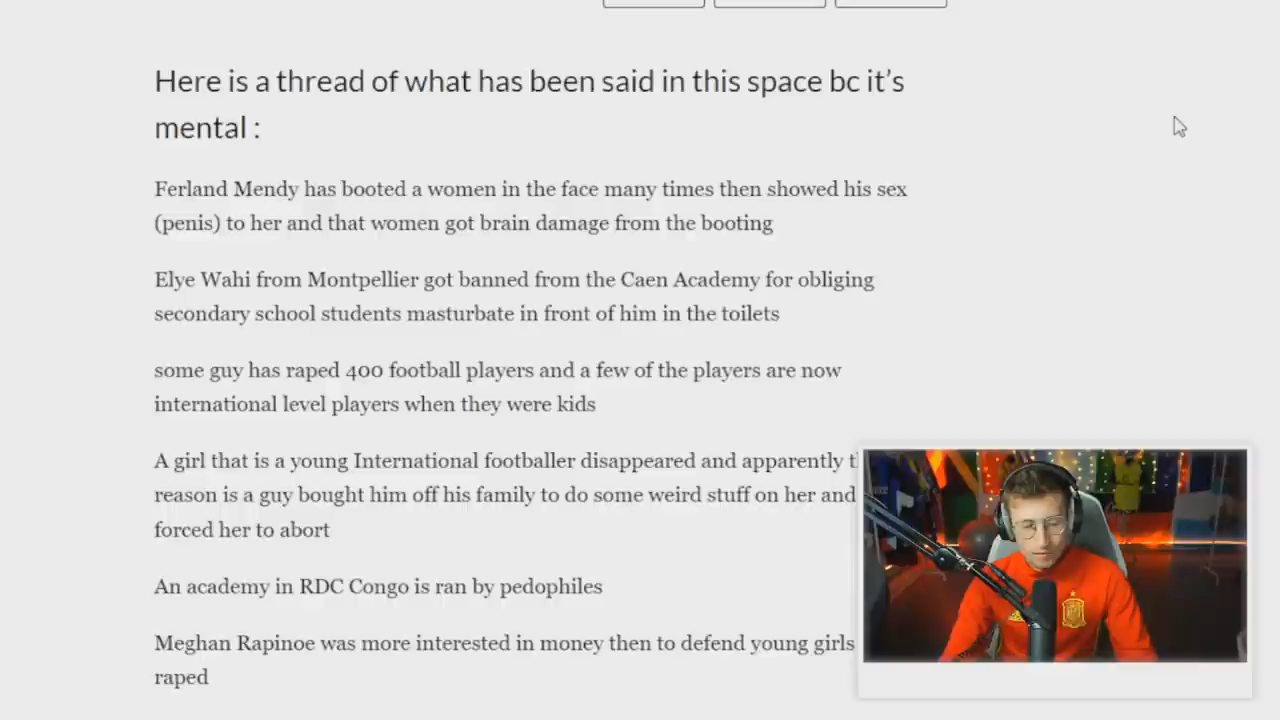 Here is a thread of what has been said in this space bc it’s
mental :
Ferland Mendy has booted a women in the face many times then showed his sex
(penis) to her and that women got brain damage from the booting
Elye Wahi from Montpellier got banned from the Caen Academy for obliging
secondary school students masturbate in front of him in the toilets
some guy has raped 400 football players and a few of the players are now
international level players when they were kids
A girl that is a young International footballer disappeared and apparently
reason is a guy bought him off his family to do some weird stuff on her and
forced her to abort
An academy in RDC Congo is ran by pedophiles
Meghan Rapinoe was more interested in money then to defend young girls
raped